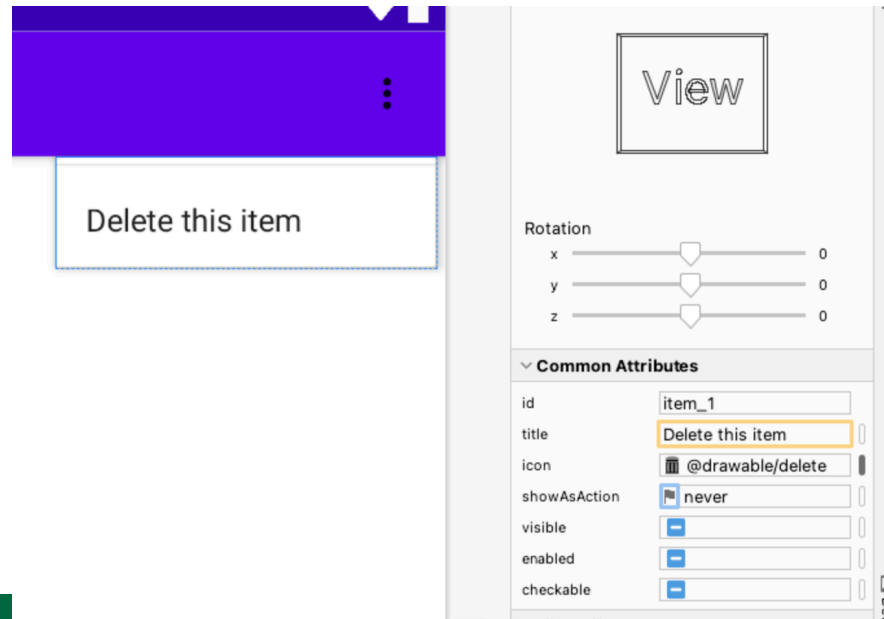 Delete this item
View
Rotation
x 0
y 0
z 0
Common Attributes
id item_1
title Delete this item
icon @drawable/delete
showAsAction never
visible
enabled
checkable